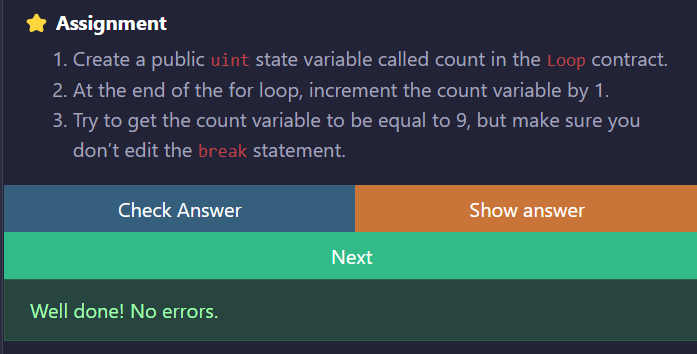 ⭐ Assignment
1. Create a public uint state variable called count in the Loop contract.
2. At the end of the for loop, increment the count variable by 1.
3. Try to get the count variable to be equal to 9, but make sure you
don’t edit the break statement.
Check Answer
Show answer
Next
Well done! No errors.